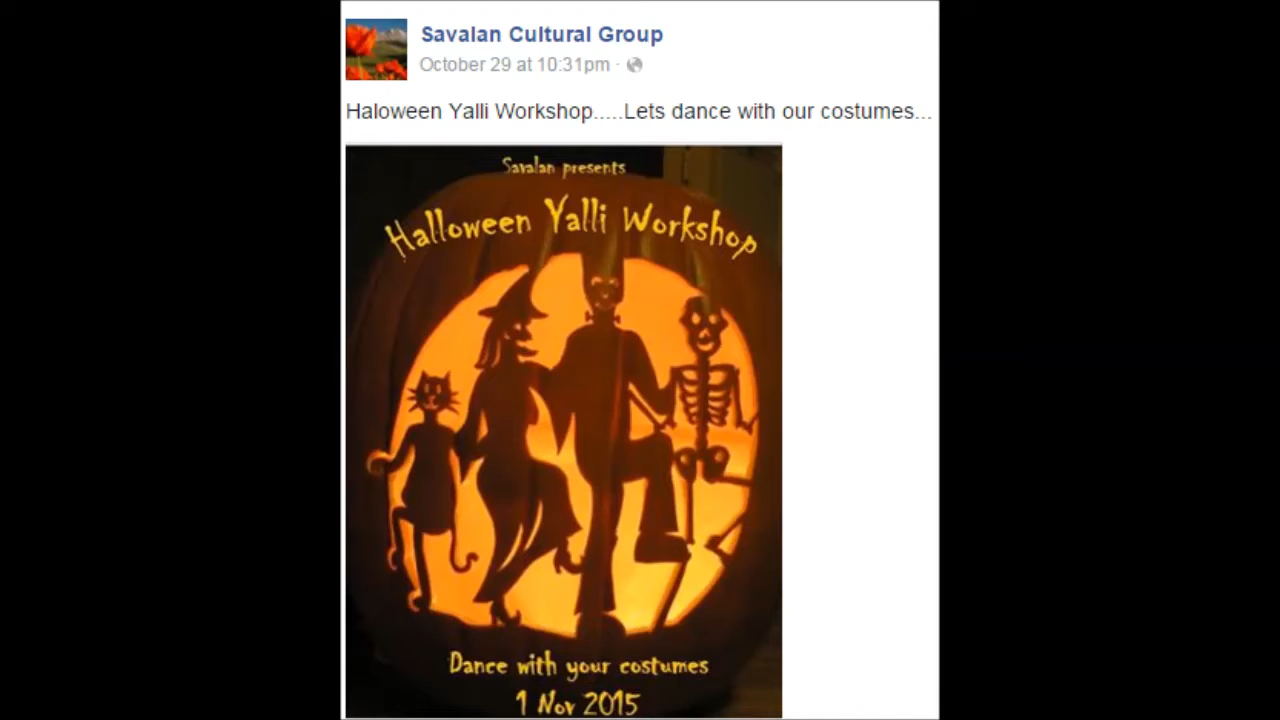 Savalan Cultural Group
October 29 at 10:31pm ·
Haloween Yalli Workshop.....Lets dance with our costumes...
Savalan presents
Halloween Yalli Workshop
Dance with your costumes
1 Nov 2015